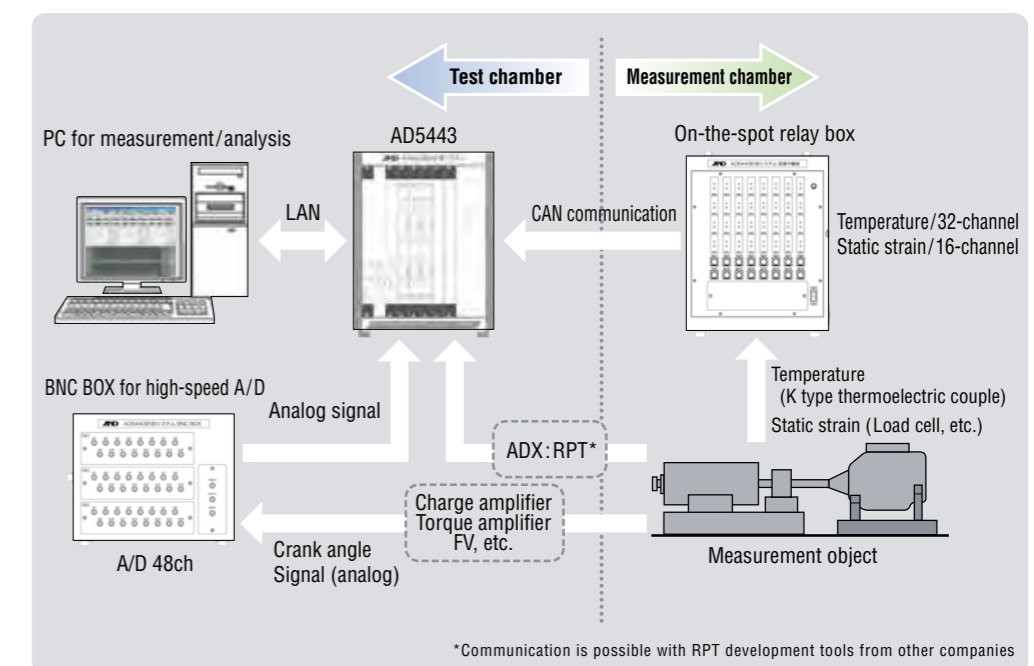 Test chamber
Measurement chamber
PC for measurement/analysis
AD5443
On-the-spot relay box
LAN
CAN communication
Temperature/32-channel
Static strain/16-channel
BNC BOX for high-speed A/D
Analog signal
Temperature
(K type thermoelectric couple)
Static strain (Load cell, etc.)
ADX:RPT*
Charge amplifier
Torque amplifier
FV, etc.
A/D 48ch
Crank angle
Signal (analog)
Measurement object
*Communication is possible with RPT development tools from other companies